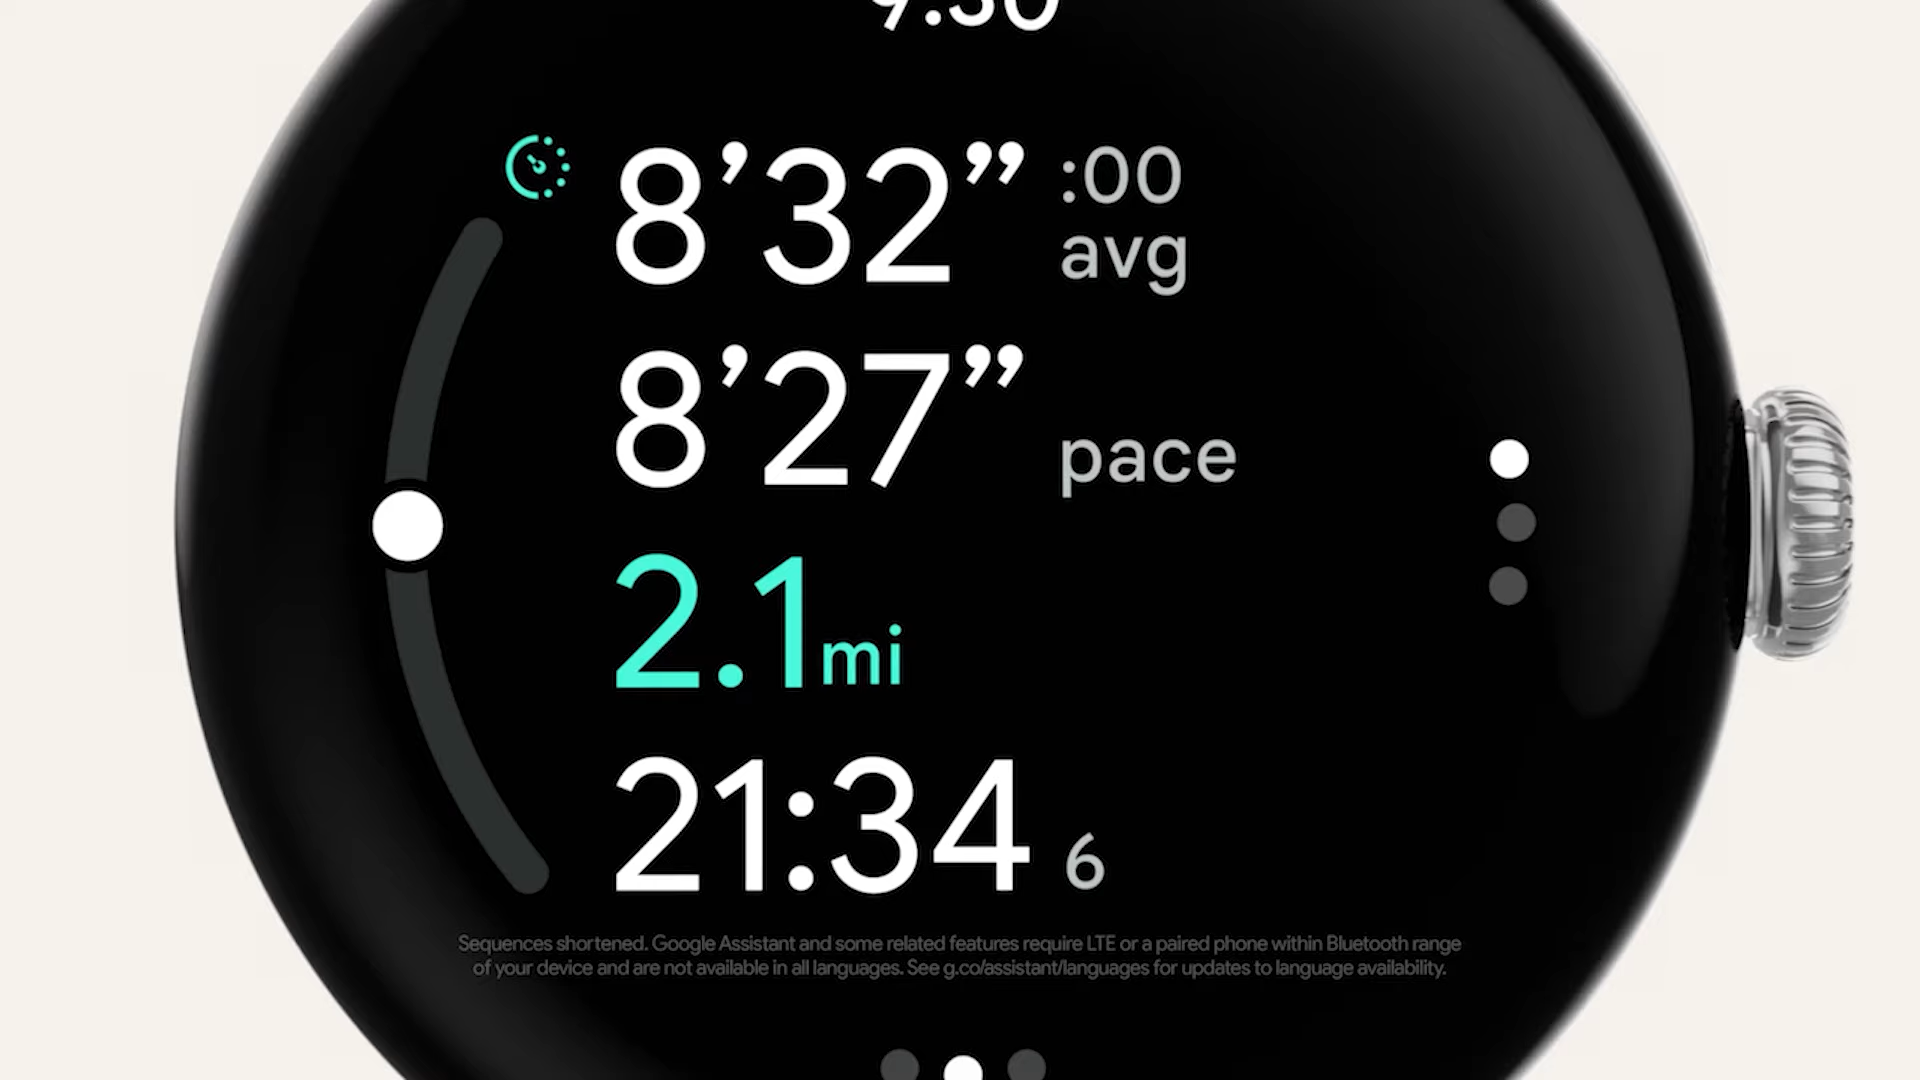 9:30
8’32” :00
avg
8’27” pace
2.1mi
21:34 6
Sequences shortened. Google Assistant and some related features require LTE or a paired phone within Bluetooth range
of your device and are not available in all languages. See g.co/assistant/languages for updates to language availability.